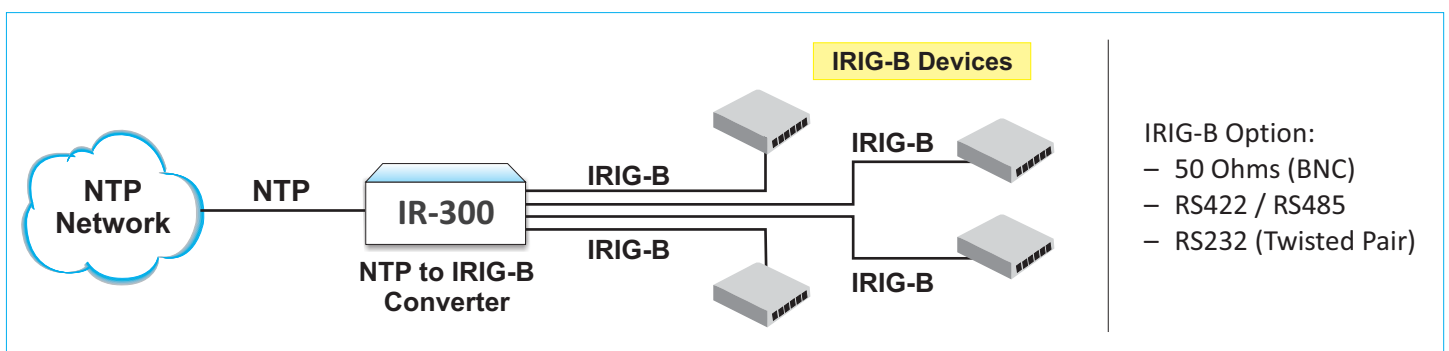 IRIG-B Devices
NTP
Network
NTP
IR-300
NTP to IRIG-B
Converter
IRIG-B
IRIG-B
IRIG-B
IRIG-B
IRIG-B Option:
– 50 Ohms (BNC)
– RS422 / RS485
– RS232 (Twisted Pair)